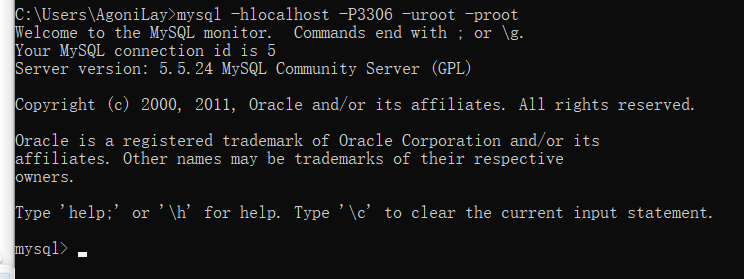 C:\Users\AgoniLay>mysql -hlocalhost -P3306 -uroot -proot
Welcome to the MySQL monitor.  Commands end with ; or \g.
Your MySQL connection id is 5
Server version: 5.5.24 MySQL Community Server (GPL)
Copyright (c) 2000, 2011, Oracle and/or its affiliates. All rights reserved.
Oracle is a registered trademark of Oracle Corporation and/or its
affiliates. Other names may be trademarks of their respective
owners.
Type 'help;' or '\h' for help. Type '\c' to clear the current input statement.
mysql>